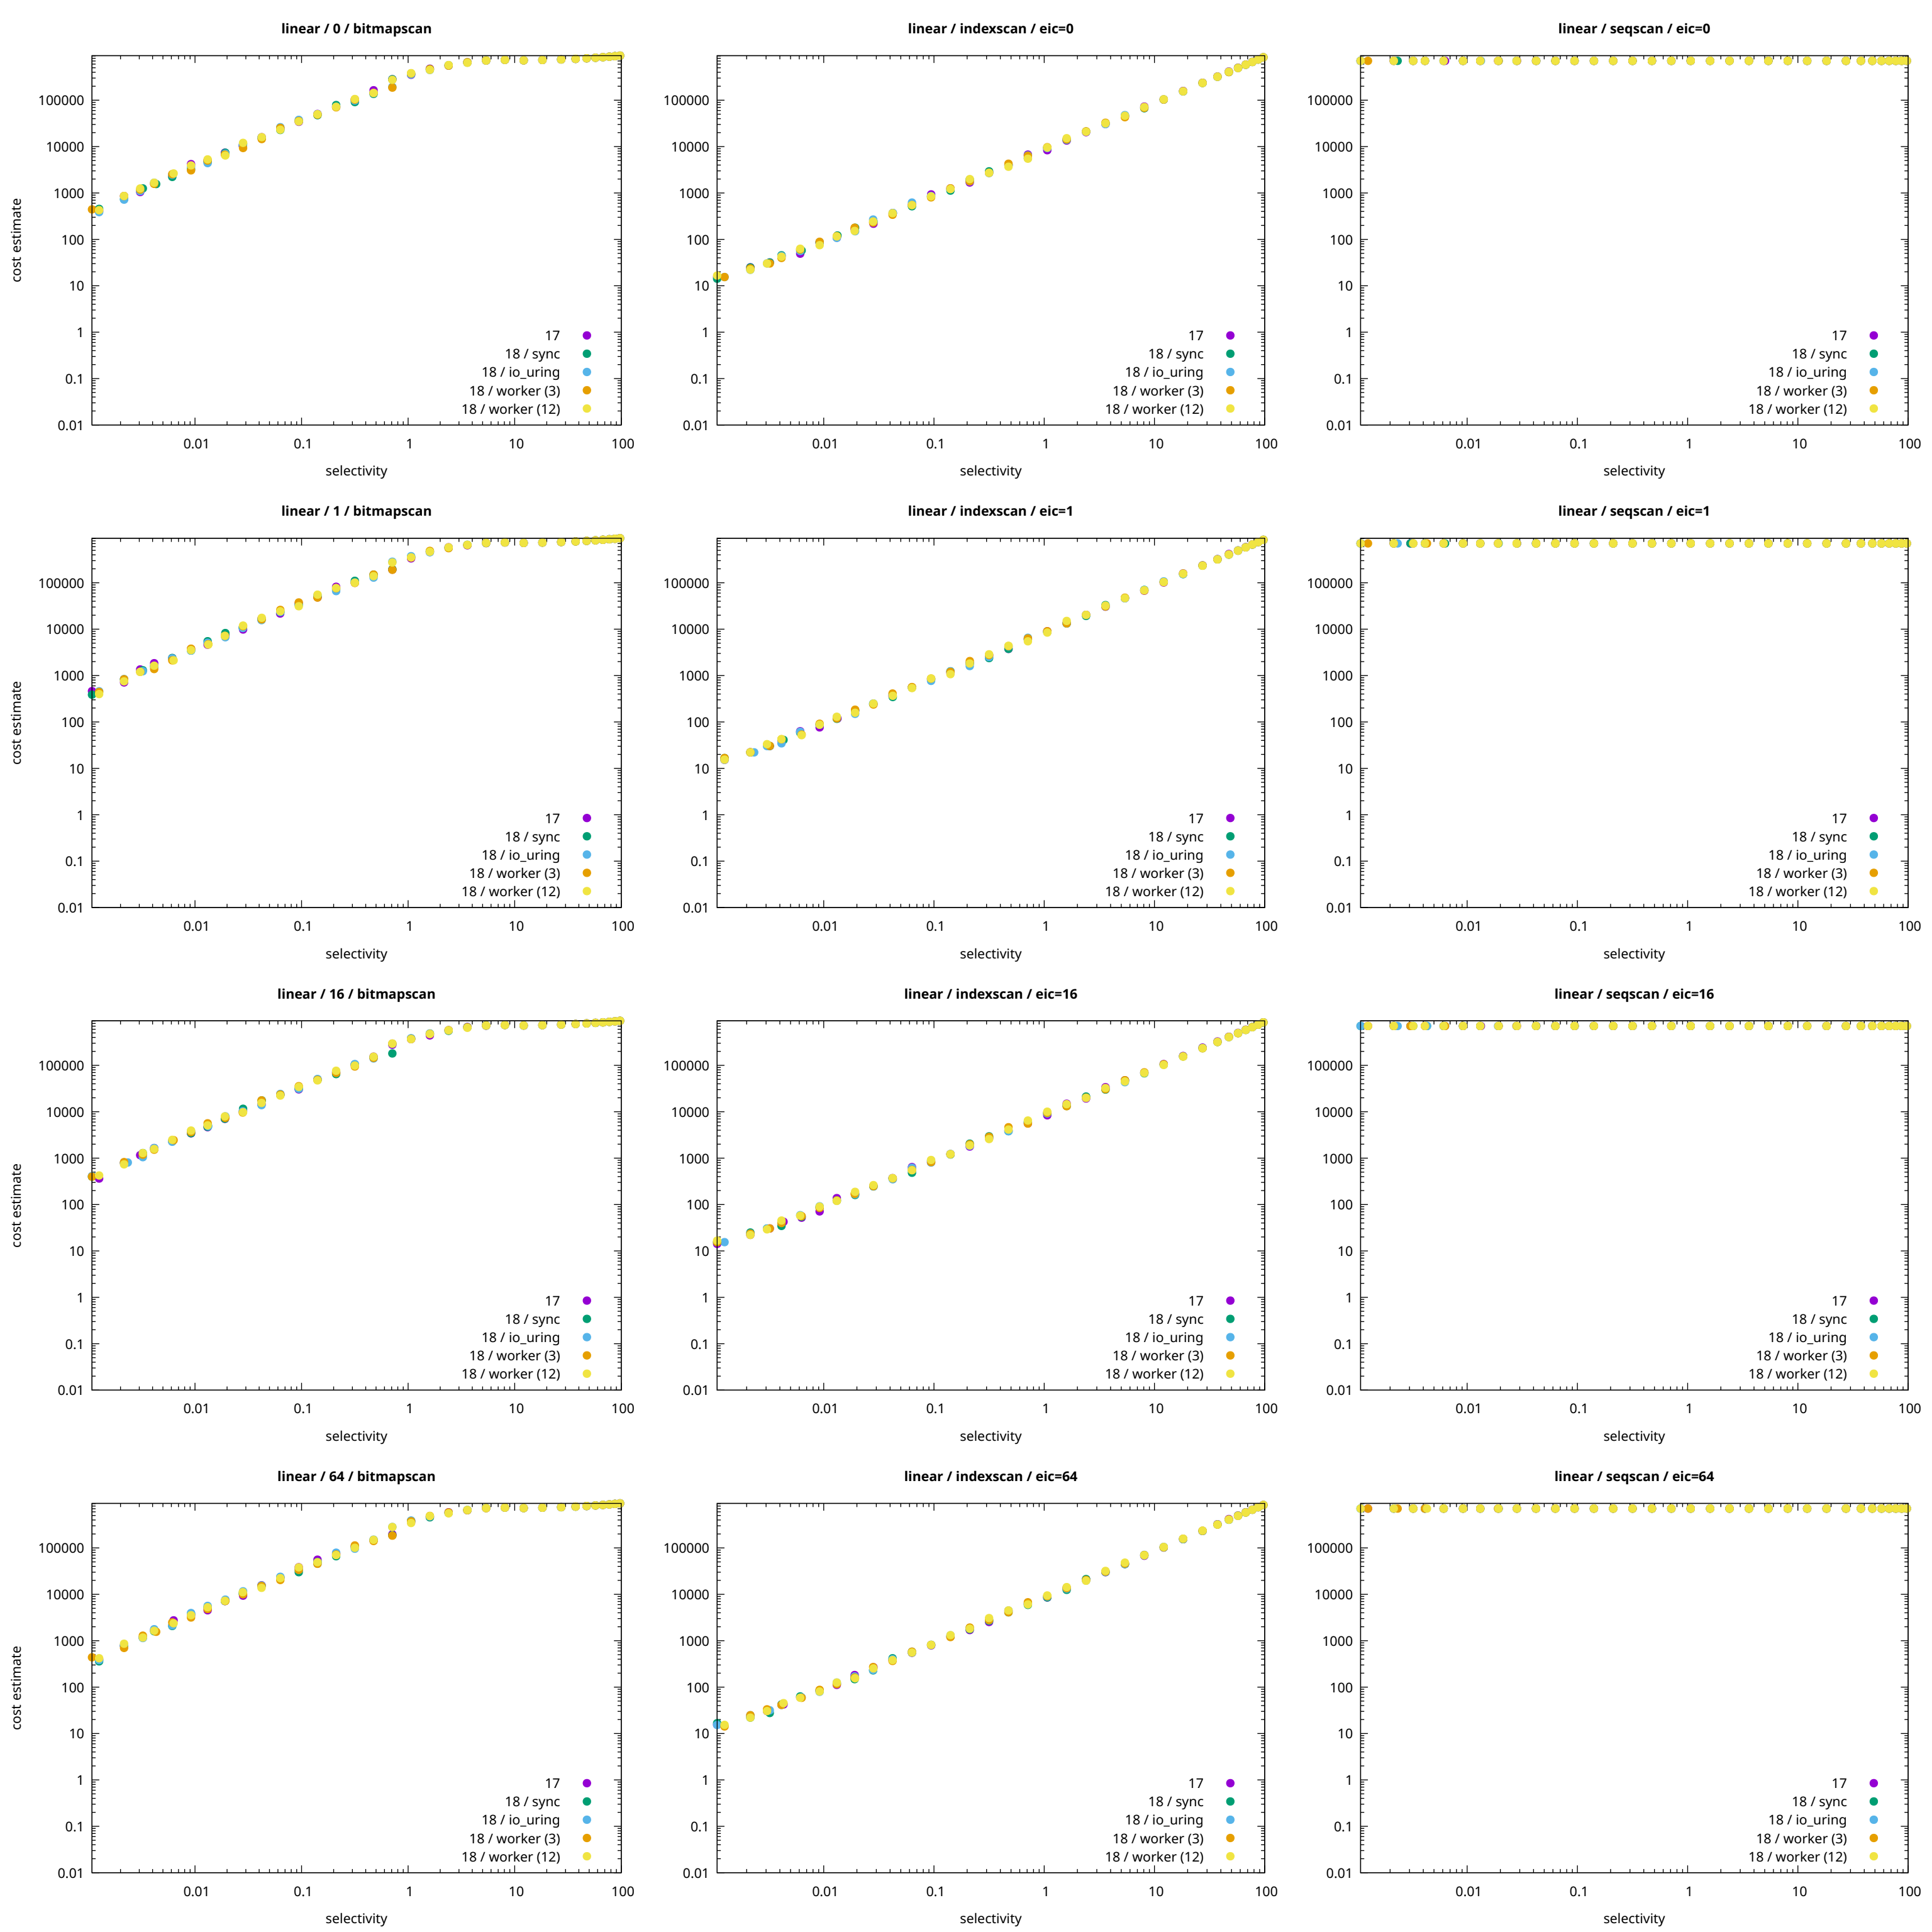 linear / 0 / bitmapscan
cost estimate
100000
10000
1000
100
10
1
0.1
0.01
17
18 / sync
18 / io_uring
18 / worker (3)
18 / worker (12)
0.01 0.1 1 10 100
selectivity
linear / indexscan / eic=0
100000
10000
1000
100
10
1
0.1
0.01
17
18 / sync
18 / io_uring
18 / worker (3)
18 / worker (12)
0.01 0.1 1 10 100
selectivity
linear / seqscan / eic=0
100000
10000
1000
100
10
1
0.1
0.01
17
18 / sync
18 / io_uring
18 / worker (3)
18 / worker (12)
0.01 0.1 1 10 100
selectivity
linear / 1 / bitmapscan
cost estimate
100000
10000
1000
100
10
1
0.1
0.01
17
18 / sync
18 / io_uring
18 / worker (3)
18 / worker (12)
0.01 0.1 1 10 100
selectivity
linear / indexscan / eic=1
100000
10000
1000
100
10
1
0.1
0.01
17
18 / sync
18 / io_uring
18 / worker (3)
18 / worker (12)
0.01 0.1 1 10 100
selectivity
linear / seqscan / eic=1
100000
10000
1000
100
10
1
0.1
0.01
17
18 / sync
18 / io_uring
18 / worker (3)
18 / worker (12)
0.01 0.1 1 10 100
selectivity
linear / 16 / bitmapscan
cost estimate
100000
10000
1000
100
10
1
0.1
0.01
17
18 / sync
18 / io_uring
18 / worker (3)
18 / worker (12)
0.01 0.1 1 10 100
selectivity
linear / indexscan / eic=16
100000
10000
1000
100
10
1
0.1
0.01
17
18 / sync
18 / io_uring
18 / worker (3)
18 / worker (12)
0.01 0.1 1 10 100
selectivity
linear / seqscan / eic=16
100000
10000
1000
100
10
1
0.1
0.01
17
18 / sync
18 / io_uring
18 / worker (3)
18 / worker (12)
0.01 0.1 1 10 100
selectivity
linear / 64 / bitmapscan
cost estimate
100000
10000
1000
100
10
1
0.1
0.01
17
18 / sync
18 / io_uring
18 / worker (3)
18 / worker (12)
0.01 0.1 1 10 100
selectivity
linear / indexscan / eic=64
100000
10000
1000
100
10
1
0.1
0.01
17
18 / sync
18 / io_uring
18 / worker (3)
18 / worker (12)
0.01 0.1 1 10 100
selectivity
linear / seqscan / eic=64
100000
10000
1000
100
10
1
0.1
0.01
17
18 / sync
18 / io_uring
18 / worker (3)
18 / worker (12)
0.01 0.1 1 10 100
selectivity